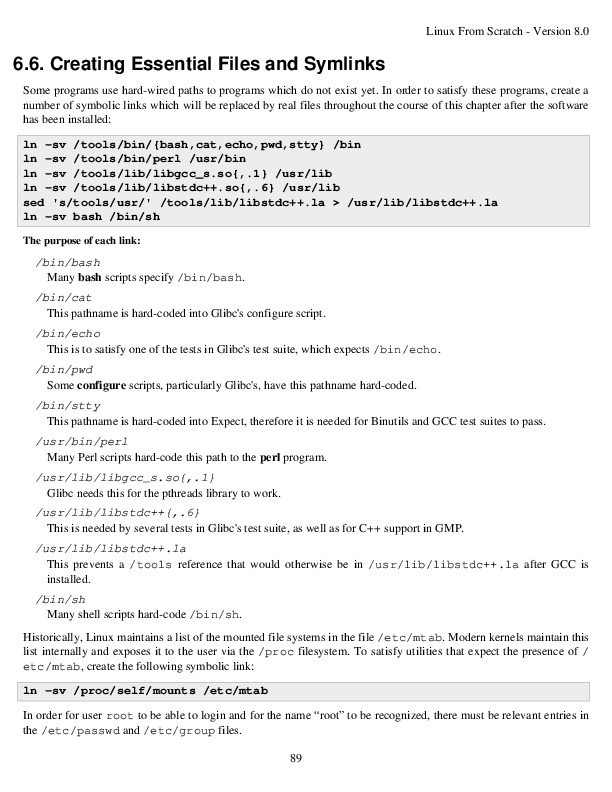 Linux From Scratch - Version 8.0
6.6. Creating Essential Files and Symlinks
Some programs use hard-wired paths to programs which do not exist yet. In order to satisfy these programs, create a
number of symbolic links which will be replaced by real files throughout the course of this chapter after the software
has been installed:
ln -sv /tools/bin/{bash,cat,echo,pwd,stty} /bin
ln -sv /tools/bin/perl /usr/bin
ln -sv /tools/lib/libgcc_s.so{,.1} /usr/lib
ln -sv /tools/lib/libstdc++.so{,.6} /usr/lib
sed 's/tools/usr/' /tools/lib/libstdc++.la > /usr/lib/libstdc++.la
ln -sv bash /bin/sh
The purpose of each link:
/bin/bash
Many bash scripts specify /bin/bash.
/bin/cat
This pathname is hard-coded into Glibc's configure script.
/bin/echo
This is to satisfy one of the tests in Glibc's test suite, which expects /bin/echo.
/bin/pwd
Some configure scripts, particularly Glibc's, have this pathname hard-coded.
/bin/stty
This pathname is hard-coded into Expect, therefore it is needed for Binutils and GCC test suites to pass.
/usr/bin/perl
Many Perl scripts hard-code this path to the perl program.
/usr/lib/libgcc_s.so{,.1}
Glibc needs this for the pthreads library to work.
/usr/lib/libstdc++{,.6}
This is needed by several tests in Glibc's test suite, as well as for C++ support in GMP.
/usr/lib/libstdc++.la
This prevents a /tools reference that would otherwise be in /usr/lib/libstdc++.la after GCC is
installed.
/bin/sh
Many shell scripts hard-code /bin/sh.
Historically, Linux maintains a list of the mounted file systems in the file /etc/mtab. Modern kernels maintain this
list internally and exposes it to the user via the /proc filesystem. To satisfy utilities that expect the presence of /
etc/mtab, create the following symbolic link:
ln -sv /proc/self/mounts /etc/mtab
In order for user root to be able to login and for the name “root” to be recognized, there must be relevant entries in
the /etc/passwd and /etc/group files.
89